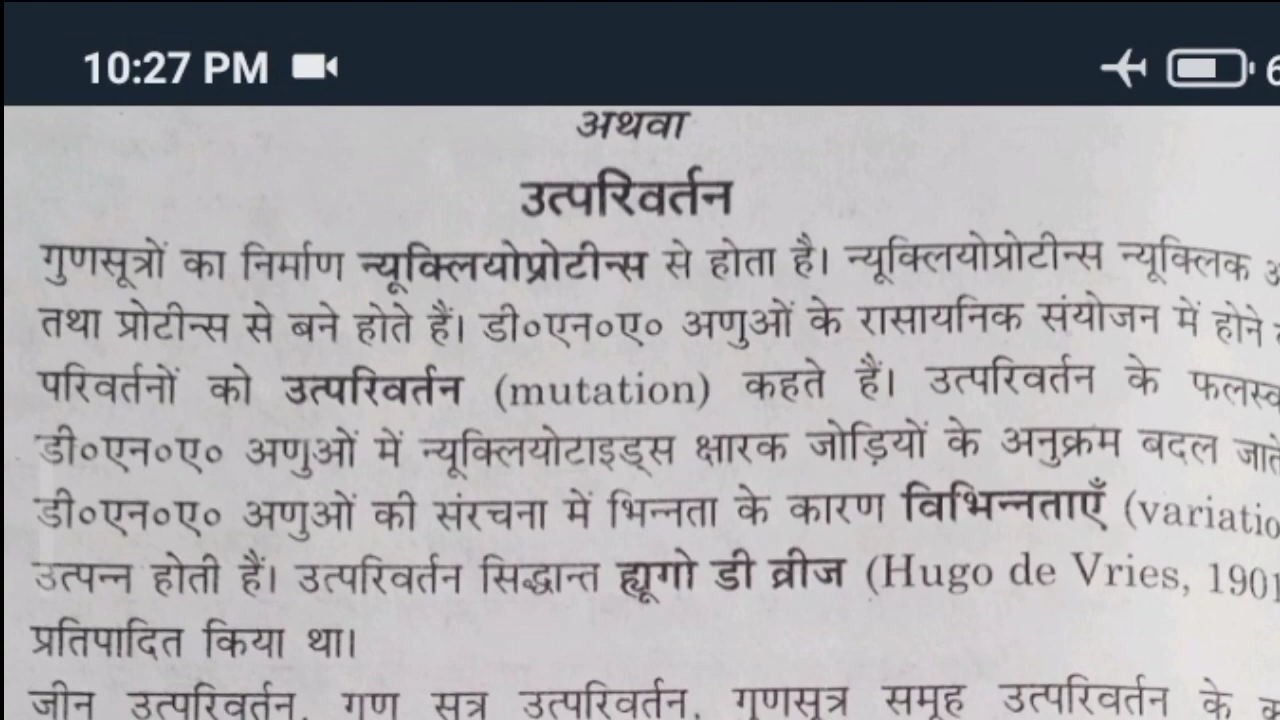 10:27 PM
अथवा
उत्परिवर्तन
गुणसूत्रों का निर्माण न्यूक्लियोप्रोटीन्स से होता है। न्यूक्लियोप्रोटीन्स न्यूक्लिक
तथा प्रोटीन्स से बने होते हैं। डी०एन०ए० अणुओं के रासायनिक संयोजन में होने
परिवर्तनों को उत्परिवर्तन (mutation) कहते हैं। उत्परिवर्तन के
डी०एन०ए० अणुओं में न्यूक्लियोटाइड्स क्षारक जोड़ियों के अनुक्रम बदल जाते
डी०एन०ए० अणुओं की संरचना में भिन्नता के कारण विभिन्नताएँ (variatio
उत्पन्न होती हैं। उत्परिवर्तन सिद्धान्त ह्यूगो डी व्रीज (Hugo de Vries, 1901
प्रतिपादित किया था।
जीन उत्परिवर्तन, गुण सूत्र उत्परिवर्तन, गुणसूत्र समूह उत्परिवर्तन के